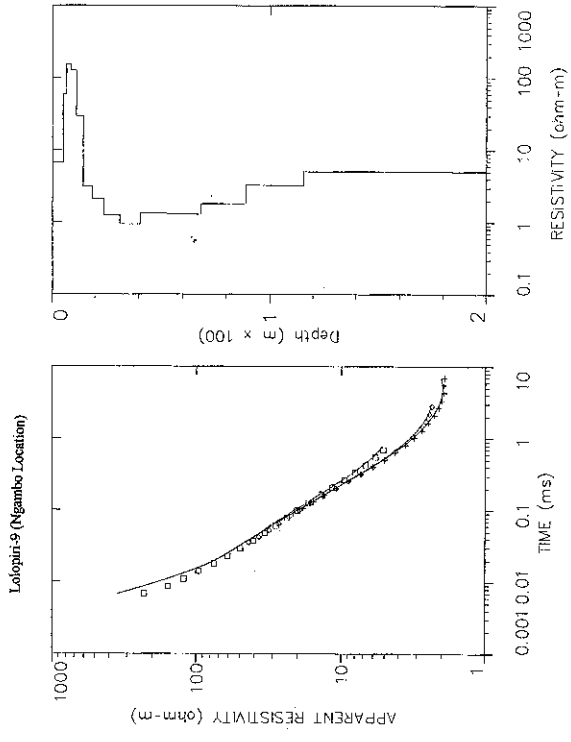 Lolopiri-9 (Ngambo Location)
1000
100
10
1
APPARENT RESISTIVITY (ohm-m)
0.001 0.01 0.1 1 10
TIME (ms)
0
1
2
Depth (m x 100)
0.1 1 10 100 1000
RESISTIVITY (ohm-m)